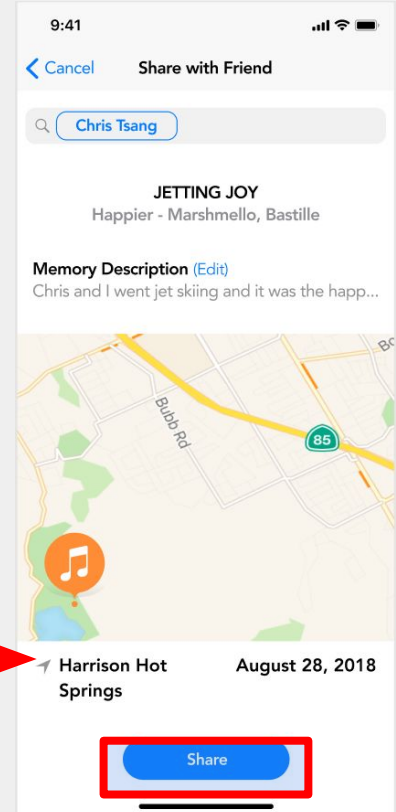 9:41
Cancel Share with Friend
Chris Tsang
JETTING JOY
Happier - Marshmello, Bastille
Memory Description (Edit)
Chris and I went jet skiing and it was the happ...
Bo
Bubb Rd
85
Harrison Hot Springs
August 28, 2018
Share